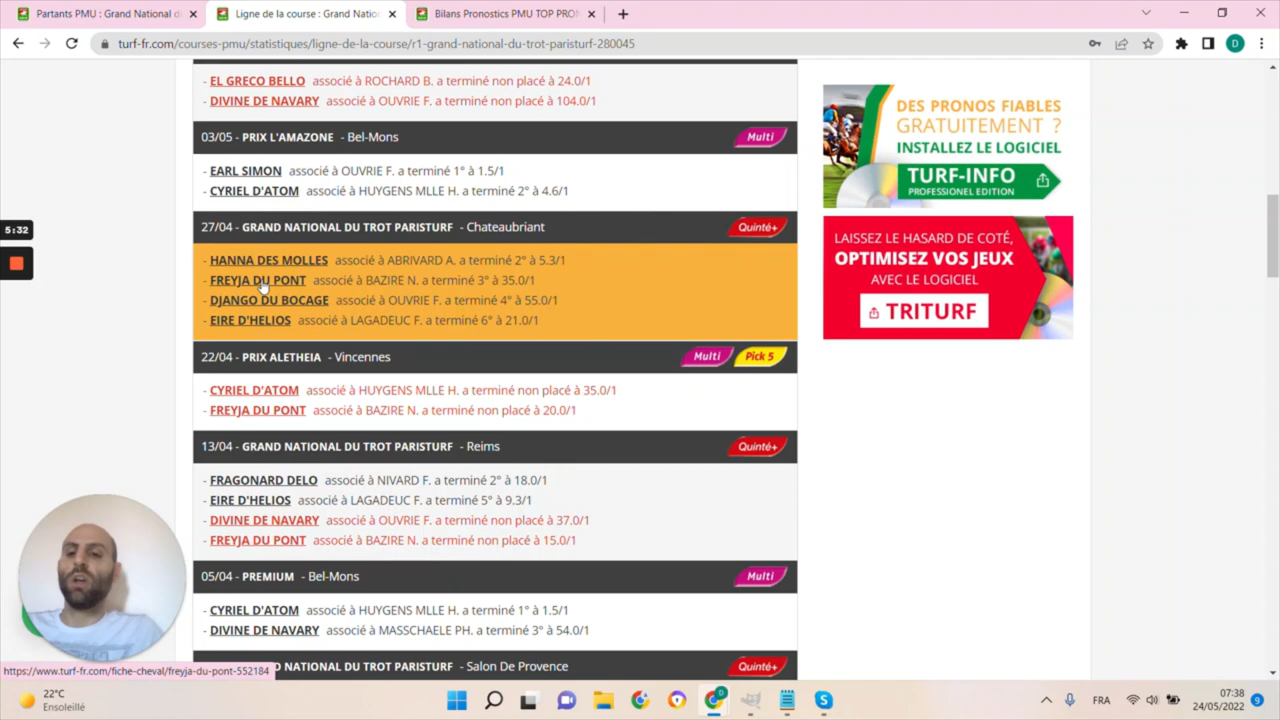 Partants PMU : Grand National d
Ligne de la course : Grand Natio
Bilans Pronostics PMU TOP PRO
turf-fr.com/courses-pmu/statistiques/ligne-de-la-course/r1-grand-national-du-trot-paristurf-280045
- EL GRECO BELLO associé à ROCHARD B. a terminé non placé à 24.0/1
- DIVINE DE NAVARY associé à OUVRIE F. a terminé non placé à 104.0/1
03/05 - PRIX L'AMAZONE - Bel-Mons Multi
- EARL SIMON associé à OUVRIE F. a terminé 1° à 1.5/1
- CYRIEL D'ATOM associé à HUYGENS MLLE H. a terminé 2° à 4.6/1
27/04 - GRAND NATIONAL DU TROT PARISTURF - Chateaubriant Quinté+
- HANNA DES MOLLES associé à ABRIVARD A. a terminé 2° à 5.3/1
- FREYJA DU PONT associé à BAZIRE N. a terminé 3° à 35.0/1
- DJANGO DU BOCAGE associé à OUVRIE F. a terminé 4° à 55.0/1
- EIRE D'HELIOS associé à LAGADEUC F. a terminé 6° à 21.0/1
22/04 - PRIX ALETHEIA - Vincennes Multi Pick 5
- CYRIEL D'ATOM associé à HUYGENS MLLE H. a terminé non placé à 35.0/1
- FREYJA DU PONT associé à BAZIRE N. a terminé non placé à 20.0/1
13/04 - GRAND NATIONAL DU TROT PARISTURF - Reims Quinté+
- FRAGONARD DELO associé à NIVARD F. a terminé 2° à 18.0/1
- EIRE D'HELIOS associé à LAGADEUC F. a terminé 5° à 9.3/1
- DIVINE DE NAVARY associé à OUVRIE F. a terminé non placé à 37.0/1
- FREYJA DU PONT associé à BAZIRE N. a terminé non placé à 15.0/1
05/04 - PREMIUM - Bel-Mons Multi
- CYRIEL D'ATOM associé à HUYGENS MLLE H. a terminé 1° à 1.5/1
- DIVINE DE NAVARY associé à MASSCHAELE PH. a terminé 3° à 54.0/1
NATIONAL DU TROT PARISTURF - Salon De Provence Quinté+
DES PRONOS FIABLES
GRATUITEMENT ?
INSTALLEZ LE LOGICIEL
TURF-INFO
PROFESSIONEL EDITION
LAISSEZ LE HASARD DE COTÉ,
OPTIMISEZ VOS JEUX
AVEC LE LOGICIEL
TRITURF
5:32
https://www.turf-fr.com/fiche-cheval/freyja-du-pont-552184
22°C
Ensoleillé
FRA
07:38
24/05/2022
9